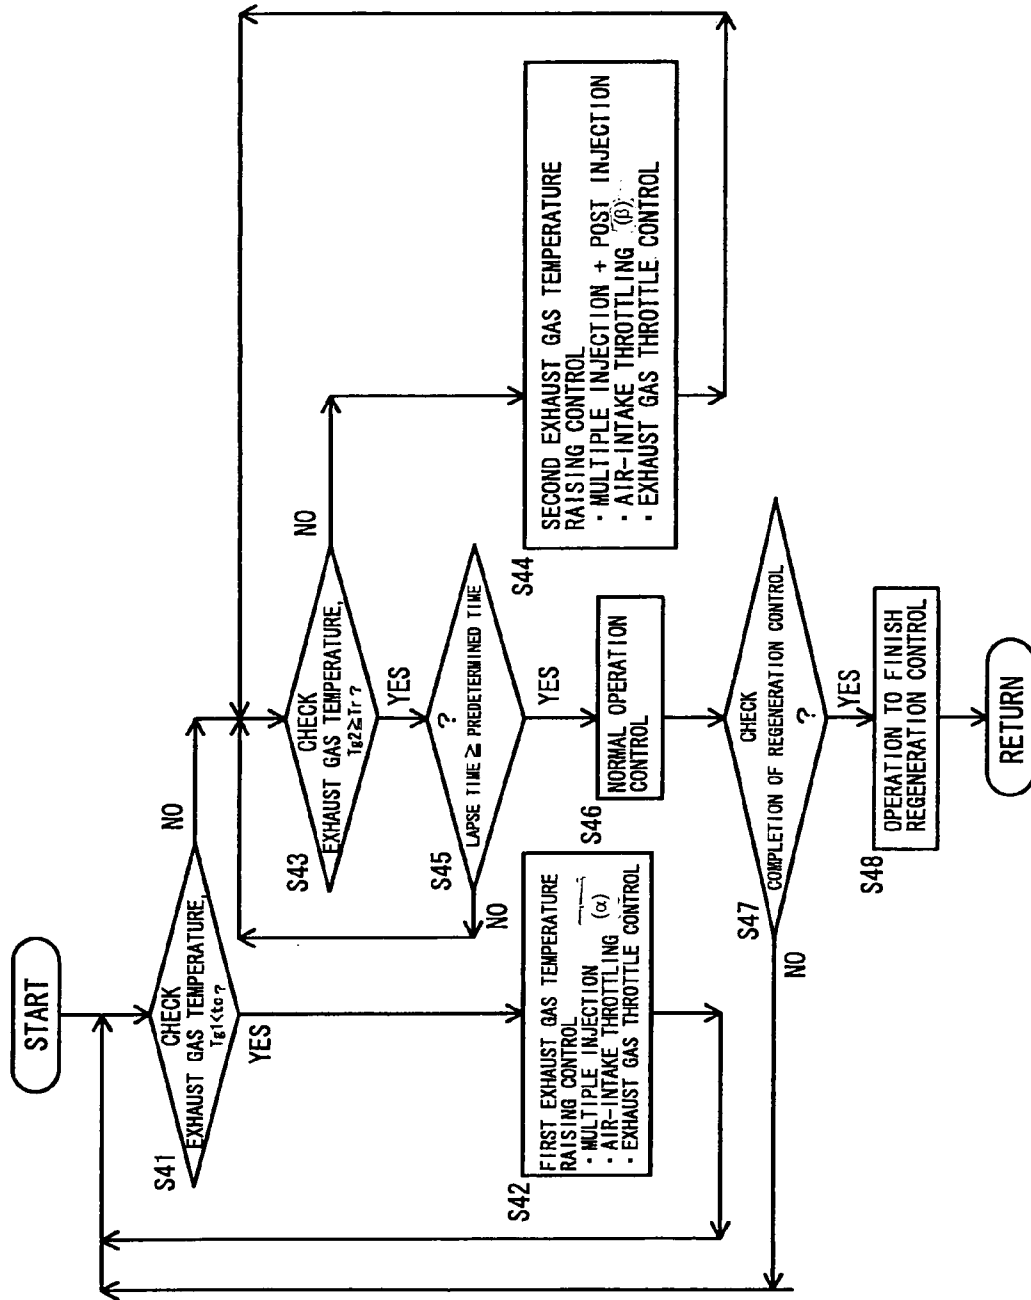 START
S41
CHECK
EXHAUST GAS TEMPERATURE,
Tg1<tc?
NO
YES
S42
FIRST EXHAUST GAS TEMPERATURE
RAISING CONTROL
・MULTIPLE INJECTION
・AIR-INTAKE THROTTLING (α)
・EXHAUST GAS THROTTLE CONTROL
S43
CHECK
EXHAUST GAS TEMPERATURE,
Tg2≧Tr?
NO
YES
S44
SECOND EXHAUST GAS TEMPERATURE
RAISING CONTROL
・MULTIPLE INJECTION + POST INJECTION
・AIR-INTAKE THROTTLING (β)
・EXHAUST GAS THROTTLE CONTROL
S45
?
LAPSE TIME ≧ PREDETERMINED TIME
NO
YES
S46
NORMAL OPERATION
CONTROL
S47
CHECK
COMPLETION OF REGENERATION CONTROL
?
NO
YES
S48
OPERATION TO FINISH
REGENERATION CONTROL
RETURN